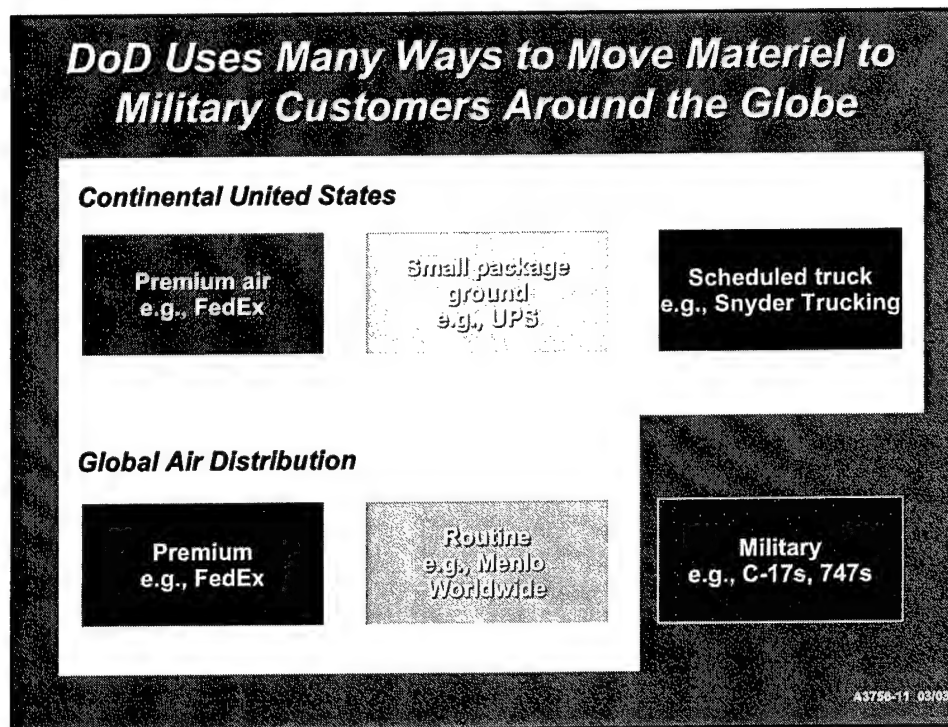 DoD Uses Many Ways to Move Materiel to
Military Customers Around the Globe
Continental United States
Premium air
e.g., FedEx
Small package
ground
e.g., UPS
Scheduled truck
e.g., Snyder Trucking
Global Air Distribution
Premium
e.g., FedEx
Routine
e.g., Menlo
Worldwide
Military
e.g., C-17s, 747s
A3756-11 03/03